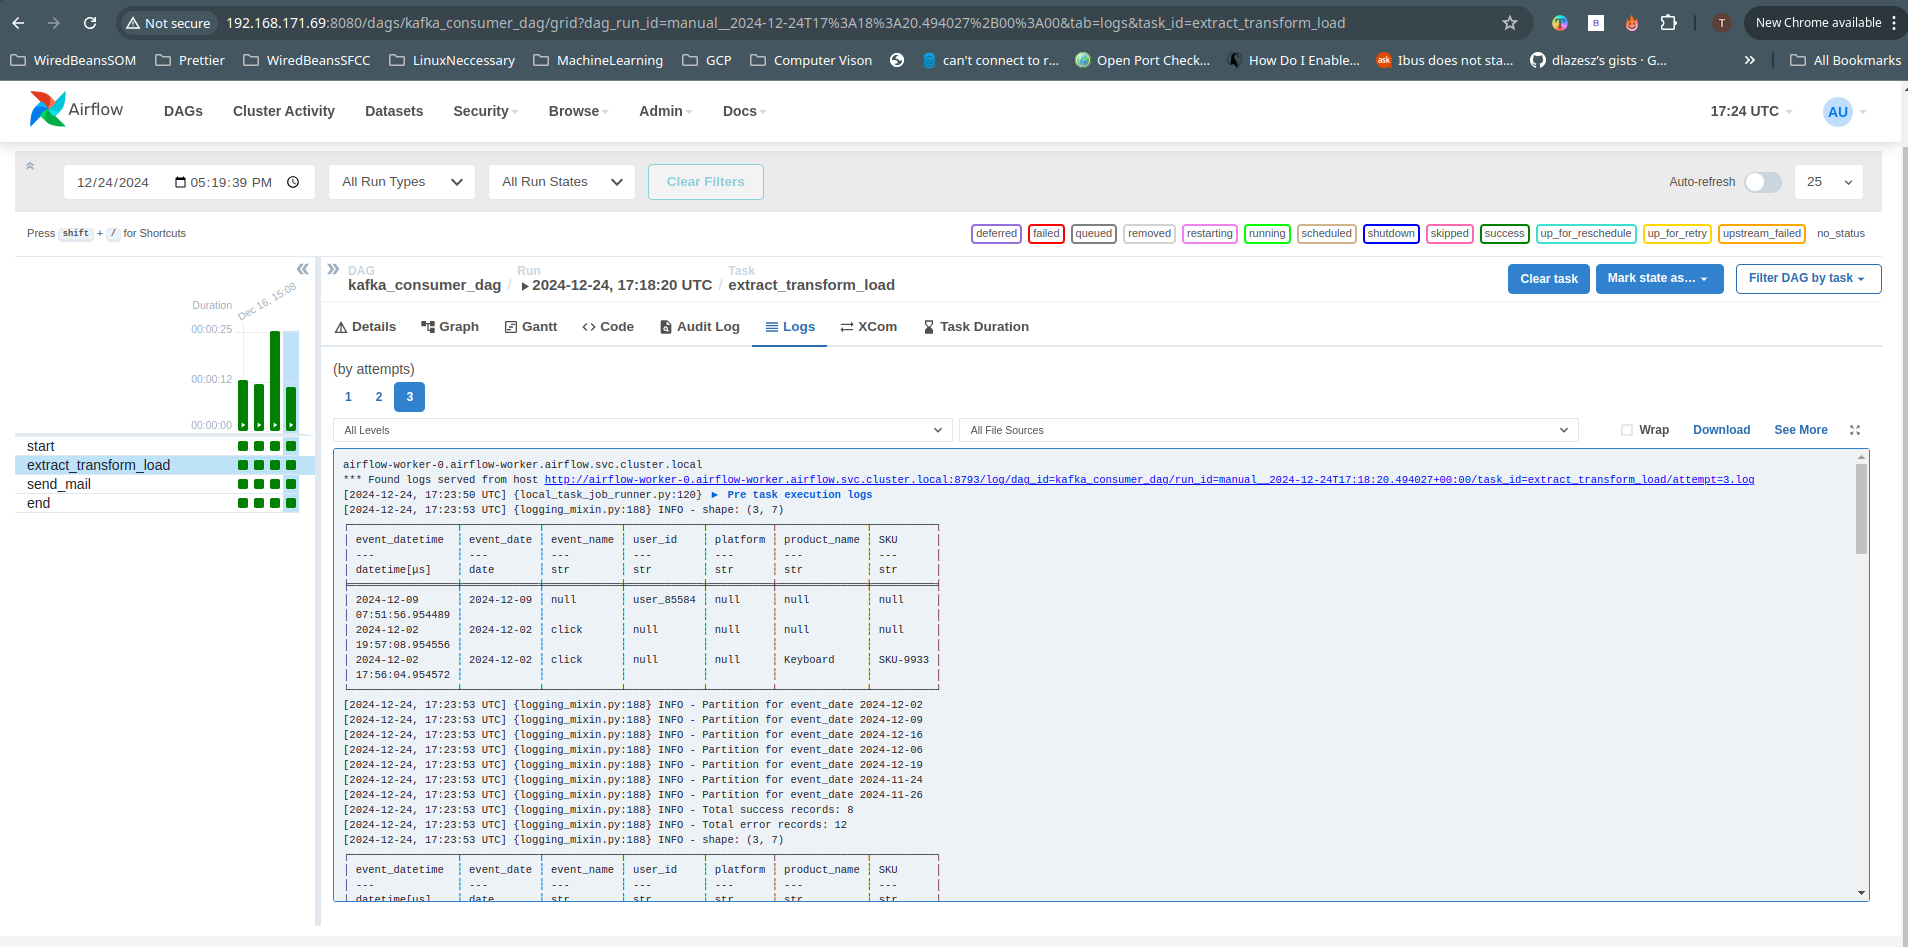 Not secure 192.168.171.69:8080/dags/kafka_consumer_dag/grid?dag_run_id=manual__2024-12-24T17%3A18%3A20.494027%2B00%3A00&tab=logs&task_id=extract_transform_load T New Chrome available
WiredBeansSOM Prettier WiredBeansSFCC LinuxNeccessary MachineLearning GCP Computer Vison can't connect to r... Open Port Check... How Do I Enable... ask Ibus does not sta... dlazesz's gists · G... » All Bookmarks
Airflow DAGs Cluster Activity Datasets Security Browse Admin Docs 17:24 UTC AU
12/24/2024 05:19:39 PM All Run Types All Run States Clear Filters Auto-refresh 25
Press shift + / for Shortcuts deferred failed queued removed restarting running scheduled shutdown skipped success up_for_reschedule up_for_retry upstream_failed no_status
DAG Run Task
kafka_consumer_dag / 2024-12-24, 17:18:20 UTC / extract_transform_load
Clear task Mark state as... Filter DAG by task
Duration Dec 16, 15:08
00:00:25
00:00:12
00:00:00
start
extract_transform_load
send_mail
end
Details Graph Gantt Code Audit Log Logs XCom Task Duration
(by attempts)
1 2 3
All Levels All File Sources Wrap Download See More
airflow-worker-0.airflow-worker.airflow.svc.cluster.local
*** Found logs served from host http://airflow-worker-0.airflow-worker.airflow.svc.cluster.local:8793/log/dag_id=kafka_consumer_dag/run_id=manual__2024-12-24T17:18:20.494027+00:00/task_id=extract_transform_load/attempt=3.log
[2024-12-24, 17:23:50 UTC] {local_task_job_runner.py:120} ▶ Pre task execution logs
[2024-12-24, 17:23:53 UTC] {logging_mixin.py:188} INFO - shape: (3, 7)
event_datetime event_date event_name user_id platform product_name SKU
--- --- --- --- --- --- ---
datetime[μs] date str str str str str
2024-12-09 2024-12-09 null user_85584 null null null
07:51:56.954489
2024-12-02 2024-12-02 click null null null null
19:57:08.954556
2024-12-02 2024-12-02 click null null Keyboard SKU-9933
17:56:04.954572
[2024-12-24, 17:23:53 UTC] {logging_mixin.py:188} INFO - Partition for event_date 2024-12-02
[2024-12-24, 17:23:53 UTC] {logging_mixin.py:188} INFO - Partition for event_date 2024-12-09
[2024-12-24, 17:23:53 UTC] {logging_mixin.py:188} INFO - Partition for event_date 2024-12-16
[2024-12-24, 17:23:53 UTC] {logging_mixin.py:188} INFO - Partition for event_date 2024-12-06
[2024-12-24, 17:23:53 UTC] {logging_mixin.py:188} INFO - Partition for event_date 2024-12-19
[2024-12-24, 17:23:53 UTC] {logging_mixin.py:188} INFO - Partition for event_date 2024-11-24
[2024-12-24, 17:23:53 UTC] {logging_mixin.py:188} INFO - Partition for event_date 2024-11-26
[2024-12-24, 17:23:53 UTC] {logging_mixin.py:188} INFO - Total success records: 8
[2024-12-24, 17:23:53 UTC] {logging_mixin.py:188} INFO - Total error records: 12
[2024-12-24, 17:23:53 UTC] {logging_mixin.py:188} INFO - shape: (3, 7)
event_datetime event_date event_name user_id platform product_name SKU
--- --- --- --- --- --- ---
datetime[μs] date str str str str str